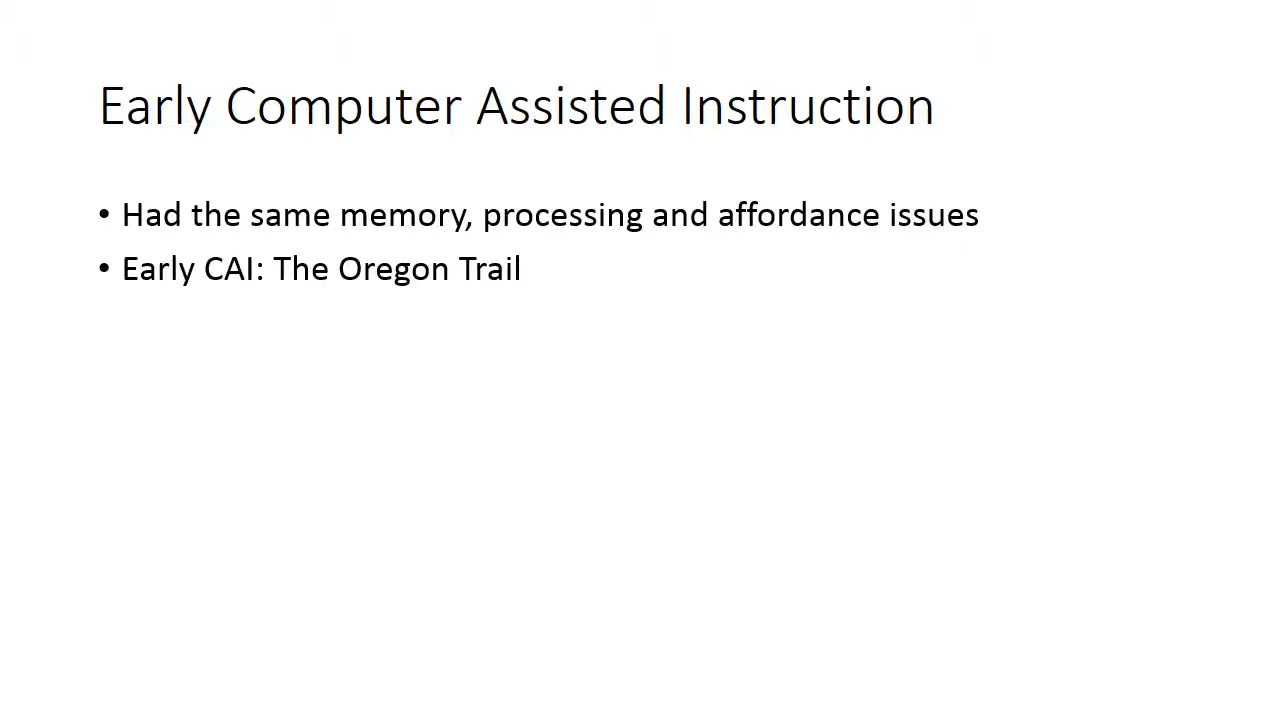 Early Computer Assisted Instruction
• Had the same memory, processing and affordance issues
• Early CAI: The Oregon Trail